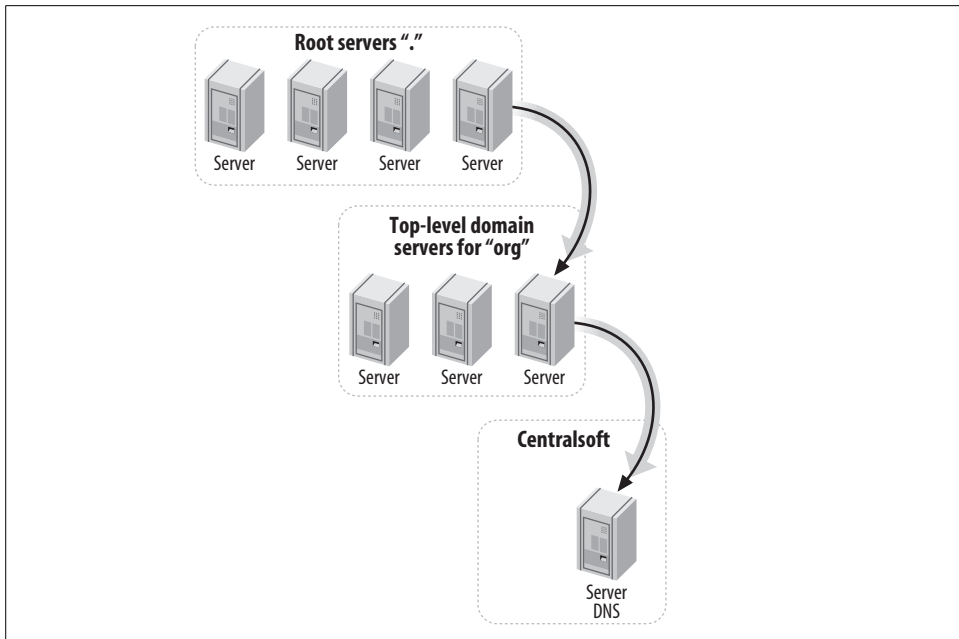 Root servers “.”
Server
Server
Server
Server
Top-level domain
servers for “org”
Server
Server
Server
Centralsoft
Server
DNS